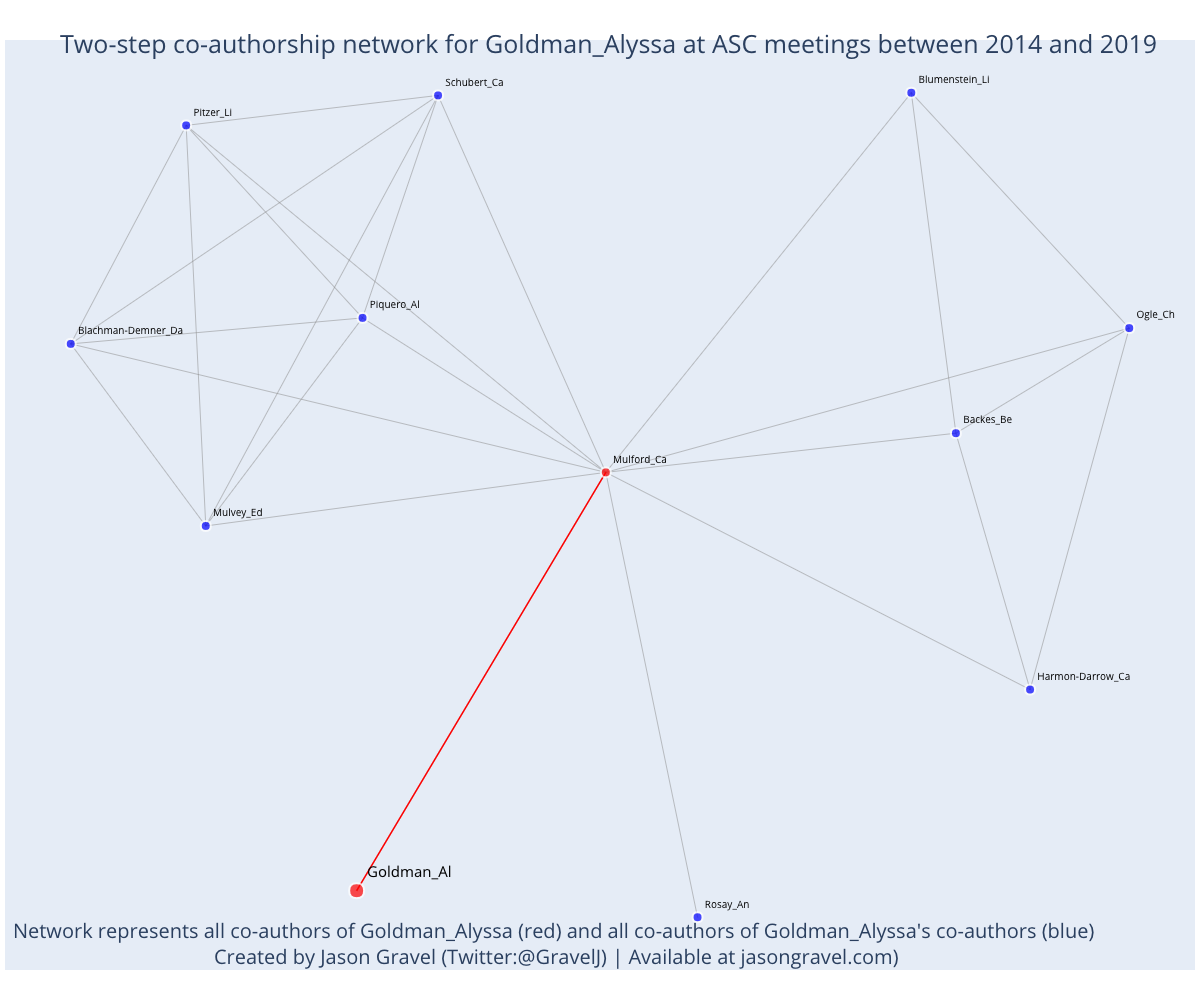 Two-step co-authorship network for Goldman_Alyssa at ASC meetings between 2014 and 2019
Blumenstein_Li
Schubert_Ca
Pitzer_Li
Piquero_Al
Ogle_Ch
Blachman-Demner_Da
Backes_Be
Mulford_Ca
Mulvey_Ed
Harmon-Darrow_Ca
Goldman_Al
Rosay_An
Network represents all co-authors of Goldman_Alyssa (red) and all co-authors of Goldman_Alyssa's co-authors (blue)
Created by Jason Gravel (Twitter:@GravelJ) | Available at jasongravel.com)